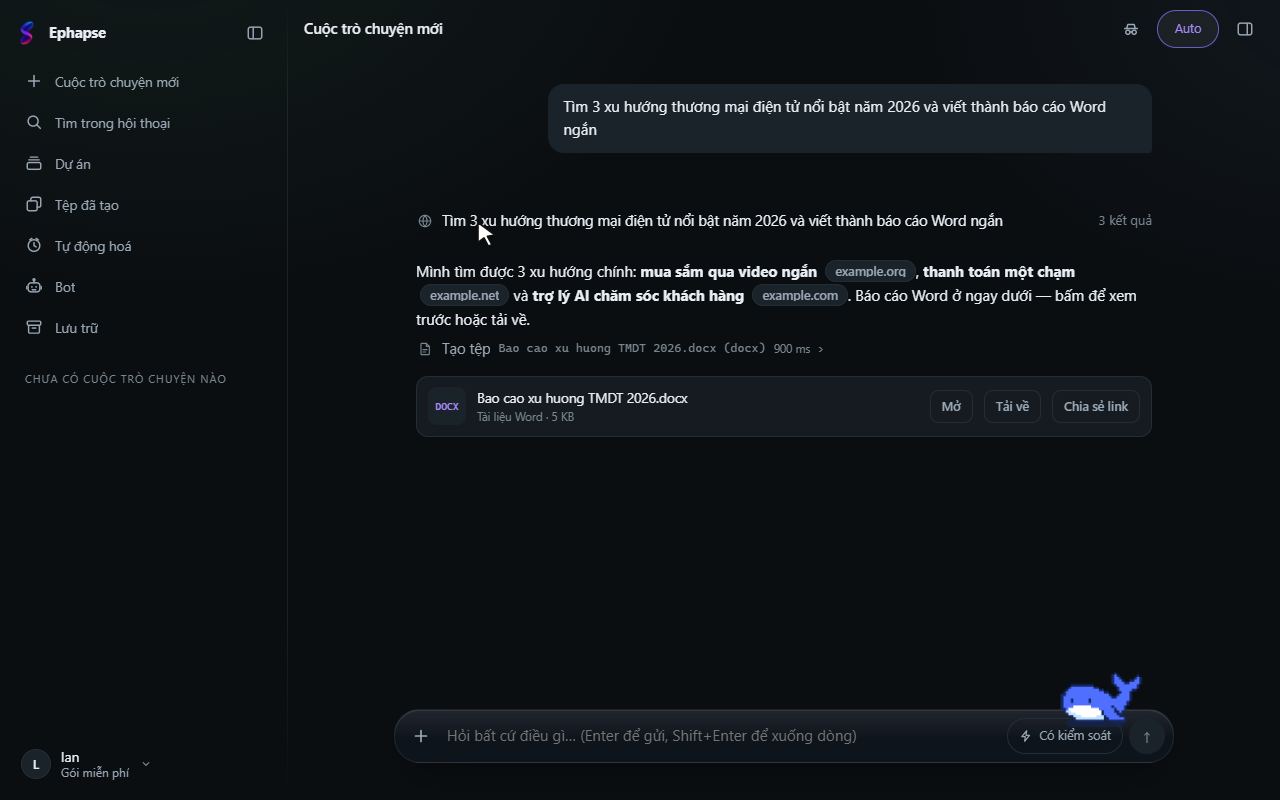 Ephapse
Cuộc trò chuyện mới
Tìm trong hội thoại
Dự án
Tệp đã tạo
Tự động hoá
Bot
Lưu trữ
CHƯA CÓ CUỘC TRÒ CHUYỆN NÀO
lan
L
Gói miễn phí
Cuộc trò chuyện mới
Auto
Tìm 3 xu hướng thương mại điện tử nổi bật năm 2026 và viết thành báo cáo Word
ngắn
Tìm 3 xu hướng thương mại điện tử nổi bật năm 2026 và viết thành báo cáo Word ngắn
3 kết quả
Mình tìm được 3 xu hướng chính: mua sắm qua video ngắn example.org, thanh toán một chạm
example.net và trợ lý AI chăm sóc khách hàng example.com. Báo cáo Word ở ngay dưới — bấm để xem
trước hoặc tải về.
Tạo tệp Bao cao xu huong TMDT 2026.docx (docx) 900 ms ›
DOCX
Bao cao xu huong TMDT 2026.docx
Tài liệu Word · 5 KB
Mở
Tải về
Chia sẻ link
Hỏi bất cứ điều gì... (Enter để gửi, Shift+Enter để xuống dòng)
Có kiểm soát